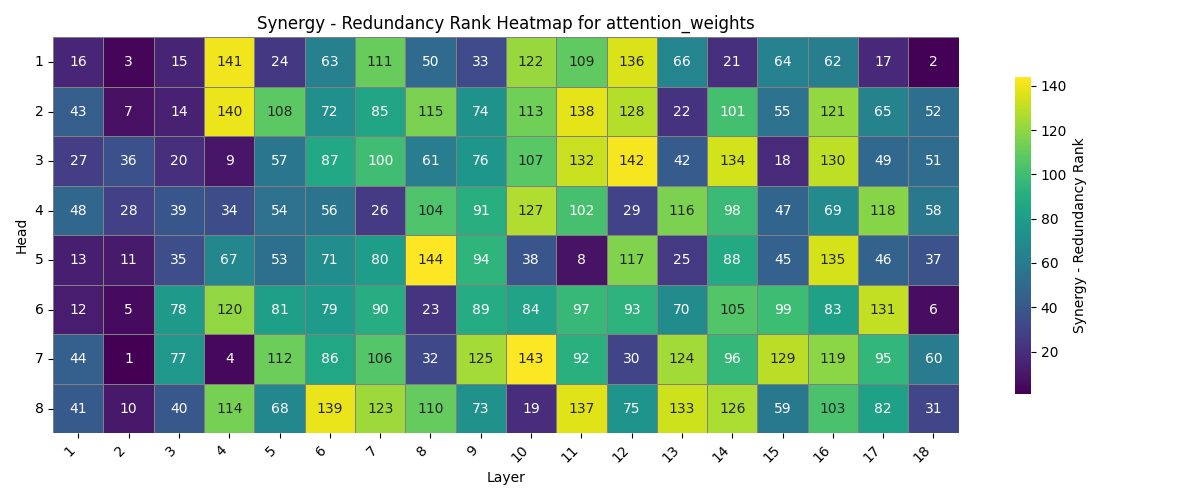 Synergy - Redundancy Rank Heatmap for attention_weights
Head
1 16 3 15 141 24 63 111 50 33 122 109 136 66 21 64 62 17 2
2 43 7 14 140 108 72 85 115 74 113 138 128 22 101 55 121 65 52
3 27 36 20 9 57 87 100 61 76 107 132 142 42 134 18 130 49 51
4 48 28 39 34 54 56 26 104 91 127 102 29 116 98 47 69 118 58
5 13 11 35 67 53 71 80 144 94 38 8 117 25 88 45 135 46 37
6 12 5 78 120 81 79 90 23 89 84 97 93 70 105 99 83 131 6
7 44 1 77 4 112 86 106 32 125 143 92 30 124 96 129 119 95 60
8 41 10 40 114 68 139 123 110 73 19 137 75 133 126 59 103 82 31
1 2 3 4 5 6 7 8 9 10 11 12 13 14 15 16 17 18
Layer
140
120
100
80
60
40
20
Synergy - Redundancy Rank